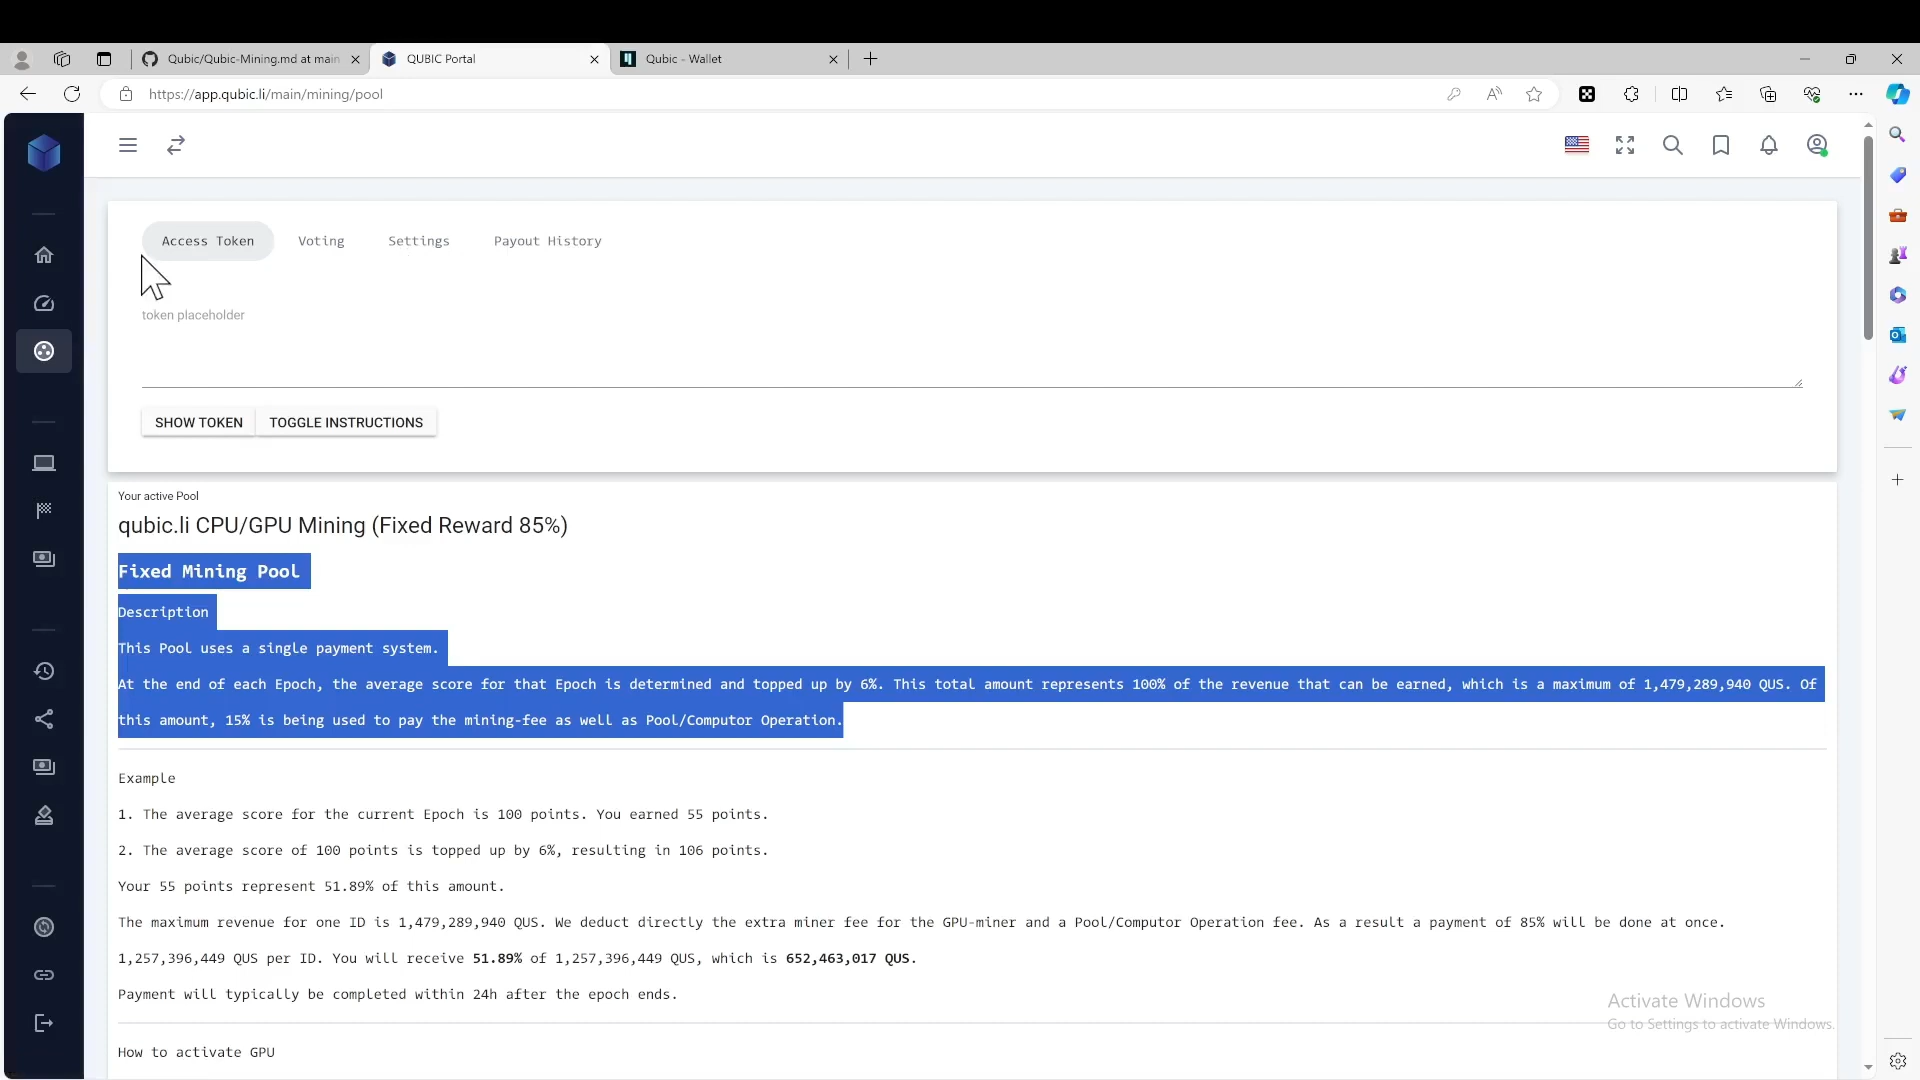 Qubic/Qubic-Mining.md at main
QUBIC Portal
Qubic - Wallet
https://app.qubic.li/main/mining/pool
Access Token
Voting
Settings
Payout History
token placeholder
SHOW TOKEN
TOGGLE INSTRUCTIONS
Your active Pool
qubic.li CPU/GPU Mining (Fixed Reward 85%)
Fixed Mining Pool
Description
This Pool uses a single payment system.
At the end of each Epoch, the average score for that Epoch is determined and topped up by 6%. This total amount represents 100% of the revenue that can be earned, which is a maximum of 1,479,289,940 QUS. Of
this amount, 15% is being used to pay the mining-fee as well as Pool/Computor Operation.
Example
1. The average score for the current Epoch is 100 points. You earned 55 points.
2. The average score of 100 points is topped up by 6%, resulting in 106 points.
Your 55 points represent 51.89% of this amount.
The maximum revenue for one ID is 1,479,289,940 QUS. We deduct directly the extra miner fee for the GPU-miner and a Pool/Computor Operation fee. As a result a payment of 85% will be done at once.
1,257,396,449 QUS per ID. You will receive 51.89% of 1,257,396,449 QUS, which is 652,463,017 QUS.
Payment will typically be completed within 24h after the epoch ends.
Activate Windows
Go to Settings to activate Windows.
How to activate GPU